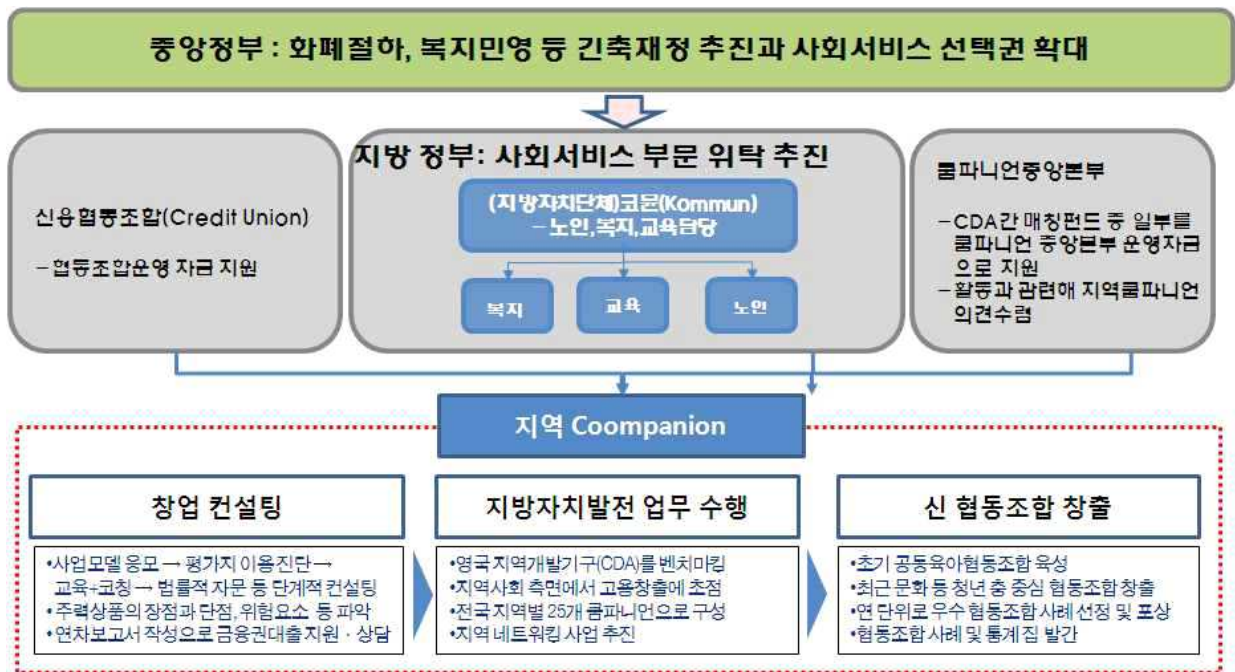 중앙정부 : 화폐절하, 복지민영 등 긴축재정 추진과 사회서비스 선택권 확대
신용협동조합(Credit Union)
– 협동조합운영 자금 지원
지방 정부: 사회서비스 부문 위탁 추진
(지방자치단체)코뮨(Kommun)
– 노인,복지,교육담당
복지
교육
노인
쿰파니언중앙본부
–CDA간 매칭펀드 중 일부를
쿰파니언 중앙본부 운영자금
으로 지원
–활동과 관련해 지역쿰파니언
의견수렴
지역 Coompanion
창업 컨설팅
•사업모델 응모 → 평가지 이용진단 →
교육+코칭 → 법률적 자문 등 단계적 컨설팅
•주력상품의 장점과 단점, 위험요소 등 파악
•연차보고서 작성으로 금융권대출 지원 · 상담
지방자치발전 업무 수행
•영국 지역개발기구(CDA)를 벤치마킹
•지역사회 측면에서 고용창출에 초점
•전국 지역별 25개 쿰파니언으로 구성
•지역 네트워킹 사업 추진
신 협동조합 창출
•초기 공동육아협동조합 육성
•최근 문화 등 청년 층 중심 협동조합 창출
•연 단위로 우수 협동조합 사례 선정 및 포상
•협동조합 사례 및 통계 집 발간